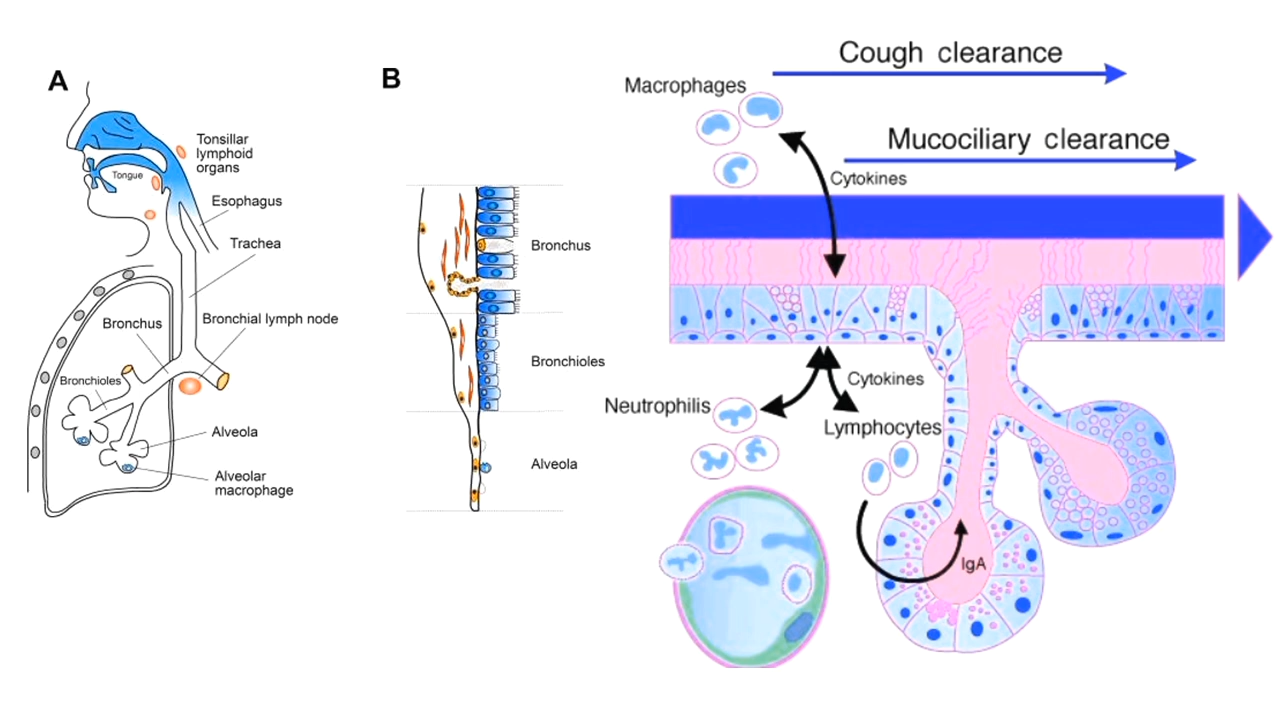 A
Tonsillar
lymphoid
organs
Tongue
Esophagus
Trachea
Bronchus
Bronchial lymph node
Bronchioles
Alveola
Alveolar
macrophage
B
Bronchus
Bronchioles
Alveola
Cough clearance
Macrophages
Mucociliary clearance
Cytokines
Cytokines
Neutrophilis
Lymphocytes
IgA